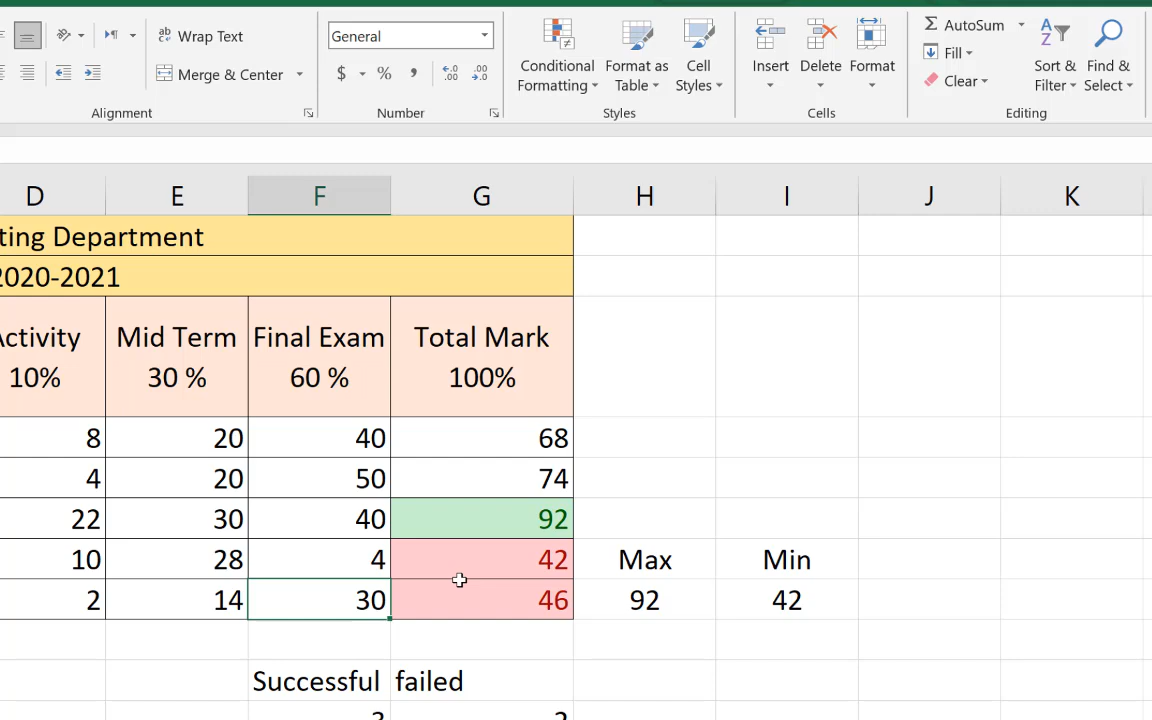 Wrap Text
General
AutoSum
Merge & Center
$ % ,
Conditional Formatting
Format as Table
Cell Styles
Insert
Delete
Format
Fill
Clear
Sort & Filter
Find & Select
Alignment
Number
Styles
Cells
Editing
D E F G H I J K
ting Department
2020-2021
Activity 10%
Mid Term 30 %
Final Exam 60 %
Total Mark 100%
8 20 40 68
4 20 50 74
22 30 40 92
10 28 4 42 Max Min
2 14 30 46 92 42
Successful failed
3 2